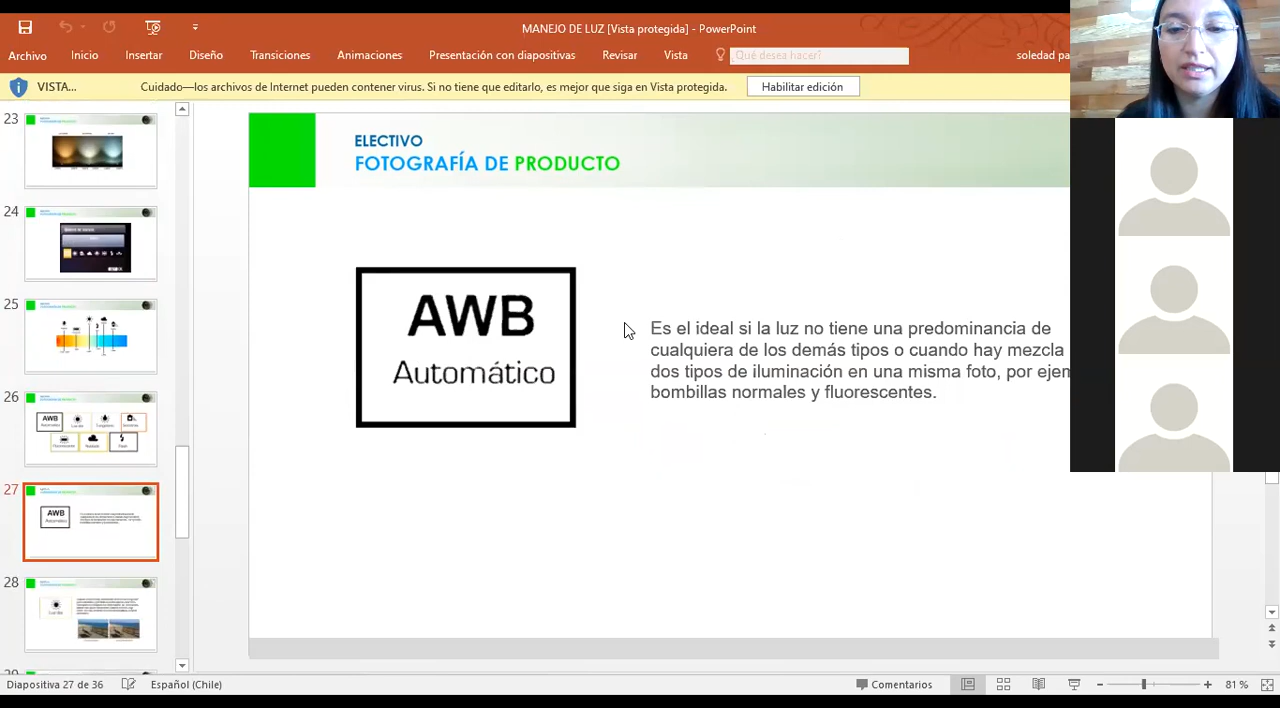 MANEJO DE LUZ [Vista protegida] - PowerPoint
Archivo Inicio Insertar Diseño Transiciones Animaciones Presentación con diapositivas Revisar Vista ¿Qué desea hacer? soledad pa
VISTA... Cuidado—los archivos de Internet pueden contener virus. Si no tiene que editarlo, es mejor que siga en Vista protegida. Habilitar edición
23
24
25
26
AWB
27
AWB
Automático
28
ELECTIVO
FOTOGRAFÍA DE PRODUCTO
AWB
Automático
Es el ideal si la luz no tiene una predominancia de
cualquiera de los demás tipos o cuando hay mezcla
dos tipos de iluminación en una misma foto, por ejem
bombillas normales y fluorescentes.
Diapositiva 27 de 36 Español (Chile) Comentarios 81 %